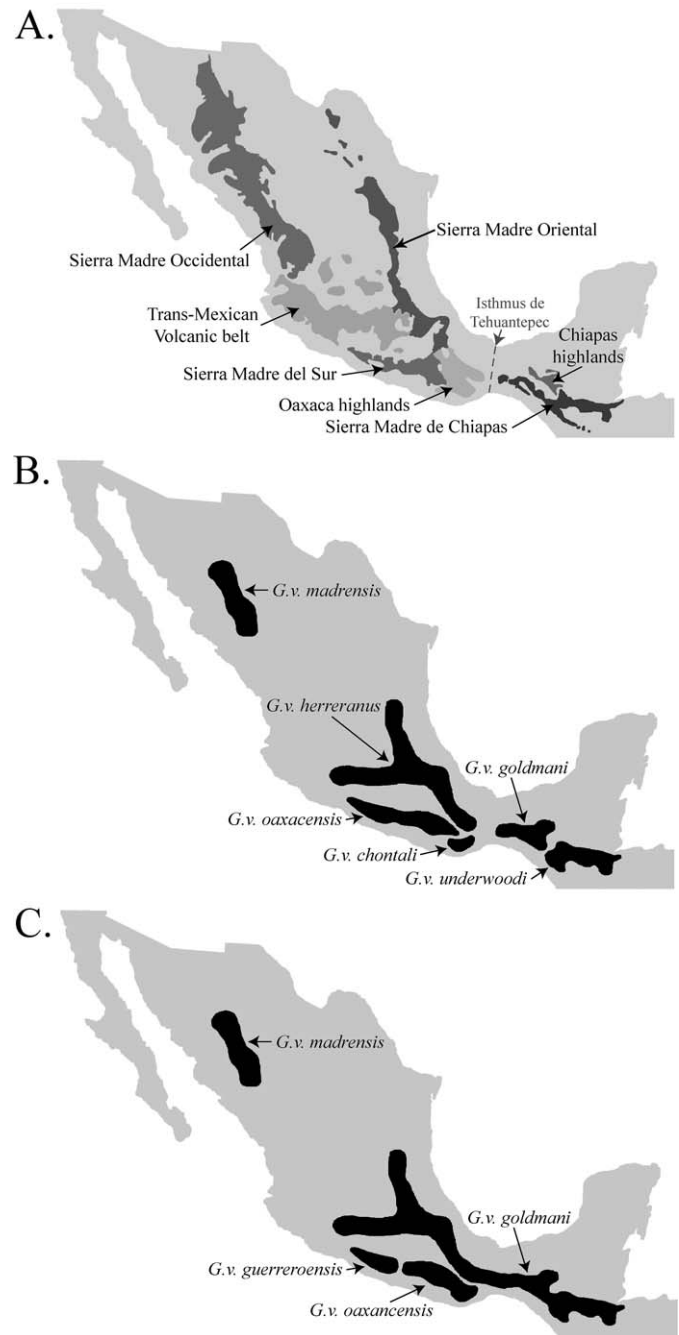 A.
Sierra Madre Occidental
Sierra Madre Oriental
Trans-Mexican
Volcanic belt
Isthmus de
Tehuantepec
Chiapas
highlands
Sierra Madre del Sur
Oaxaca highlands
Sierra Madre de Chiapas
B.
G.v. madrensis
G.v. herreranus
G.v. goldmani
G.v. oaxacensis
G.v. chontali
G.v. underwoodi
C.
G.v. madrensis
G.v. goldmani
G.v. guerreroensis
G.v. oaxancensis